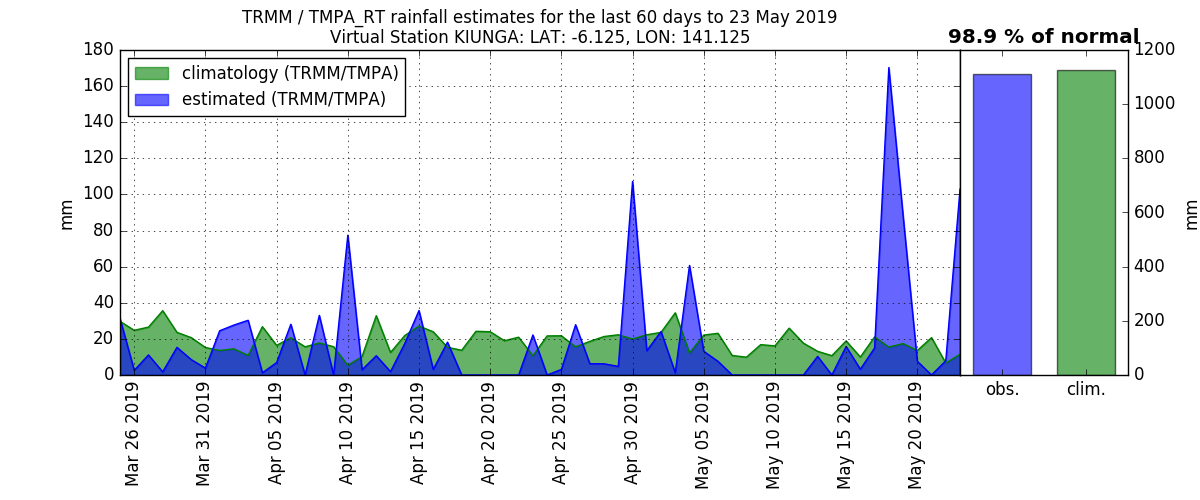 TRMM / TMPA_RT rainfall estimates for the last 60 days to 23 May 2019
Virtual Station KIUNGA: LAT: -6.125, LON: 141.125
98.9 % of normal
climatology (TRMM/TMPA)
estimated (TRMM/TMPA)
180
160
140
120
100
80
60
40
20
0
mm
1200
1000
800
600
400
200
0
mm
Mar 26 2019
Mar 31 2019
Apr 05 2019
Apr 10 2019
Apr 15 2019
Apr 20 2019
Apr 25 2019
Apr 30 2019
May 05 2019
May 10 2019
May 15 2019
May 20 2019
obs.
clim.